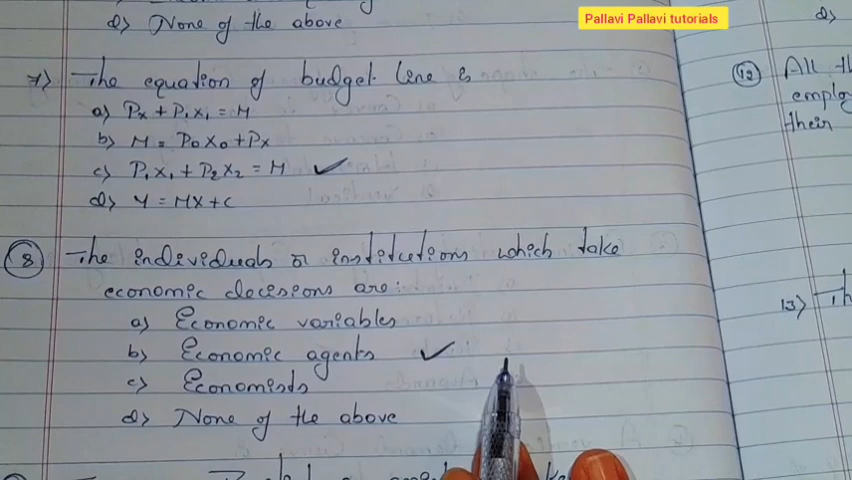 d) None of the above
Pallavi Pallavi tutorials
7) The equation of budget line is
a) Px + P1x1 = M
b) M = P0X0 + Px
c) P1x1 + P2x2 = M ✓
d) Y = MX + C
8 The individuals or institutions which take
economic decisions are:
a) Economic variables
b) Economic agents ✓
c) Economists
d) None of the above
d)
12 All
employ
their
13) Th